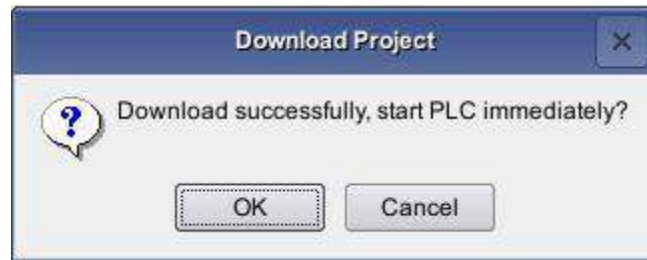 Download Project
Download successfully, start PLC immediately?
OK
Cancel